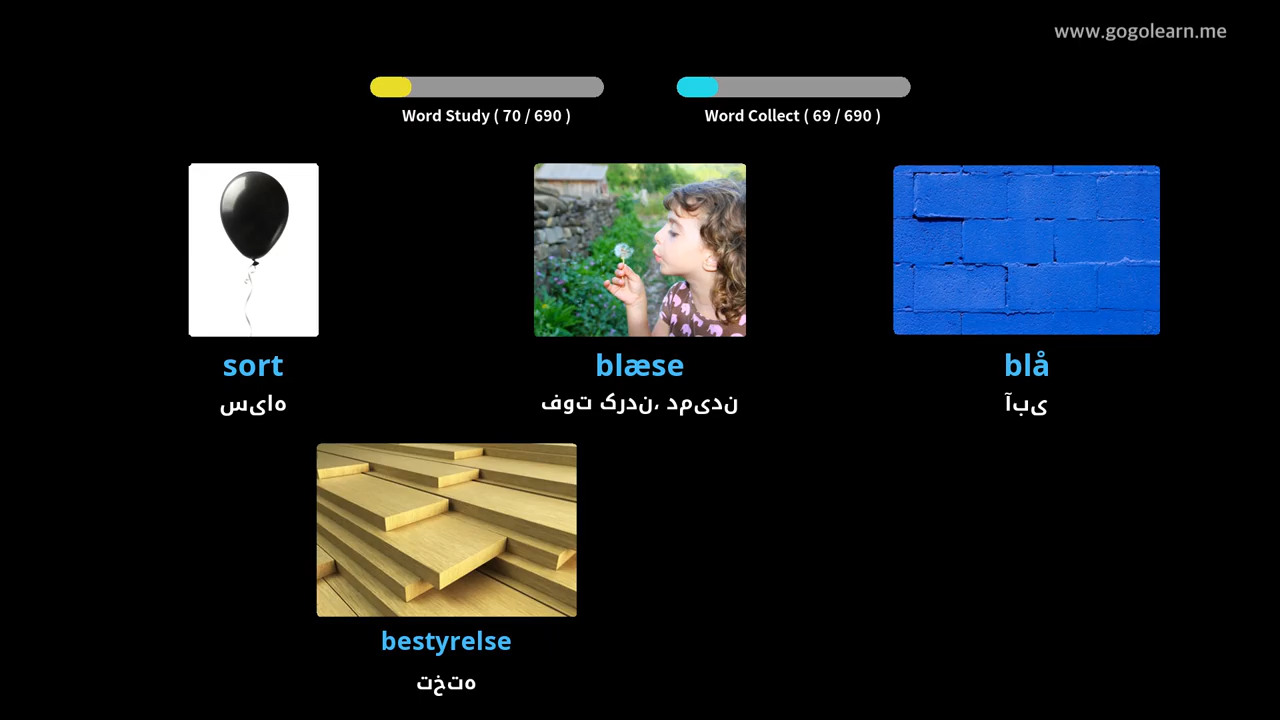 www.gogolearn.me
Word Study ( 70 / 690 )
Word Collect ( 69 / 690 )
sort
سیاه
blæse
فوت کردن، دمیدن
blå
آبی
bestyrelse
تخته